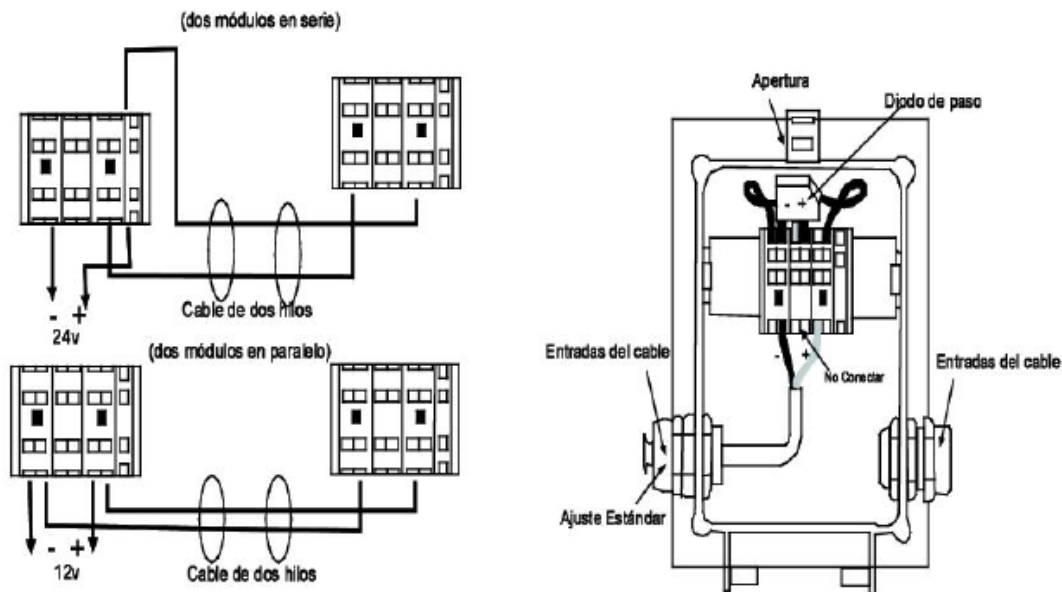 (dos módulos en serie)
- +
24v
Cable de dos hilos
(dos módulos en paralelo)
- +
12v
Cable de dos hilos
Apertura
Diodo de paso
- +
- +
No Conectar
Entradas del cable
Entradas del cable
Ajuste Estándar